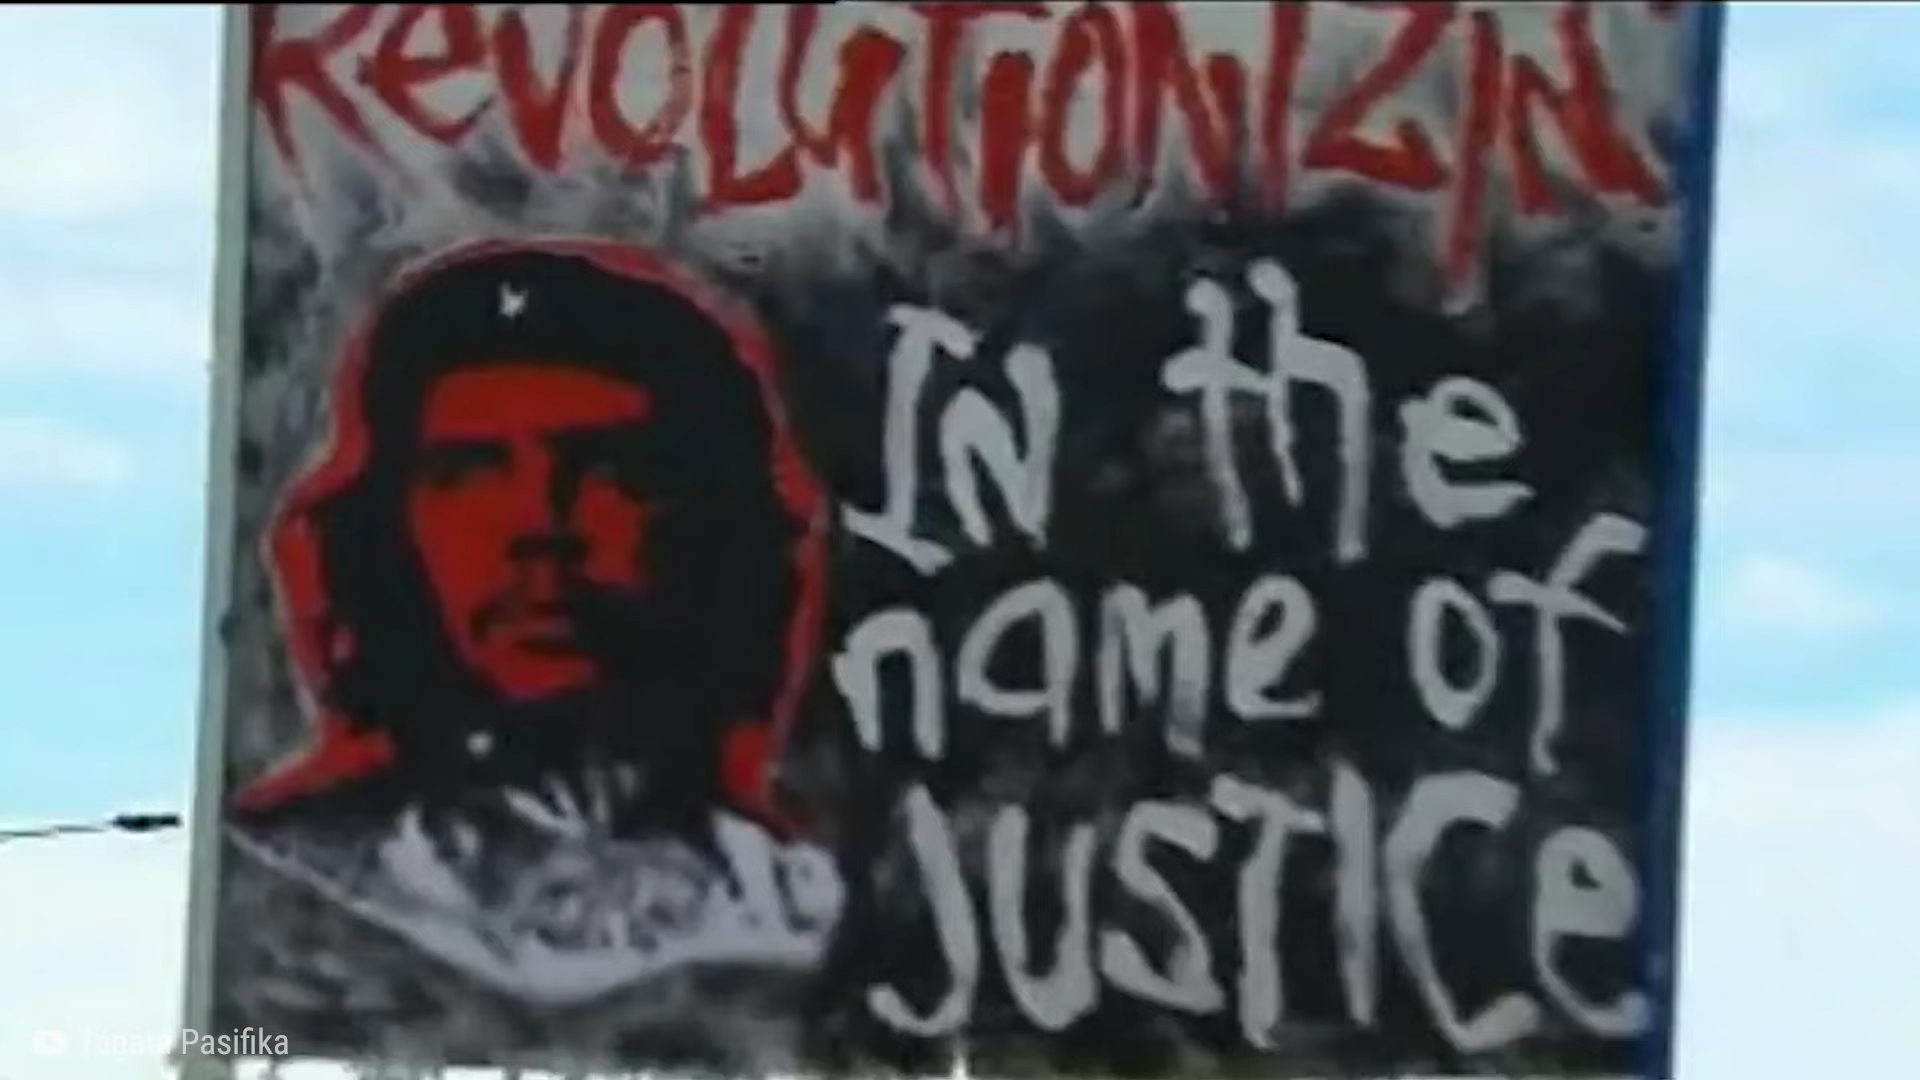 RevoLuTioNIZIN'
IN the
name of
JUSTICe
Tagata Pasifika